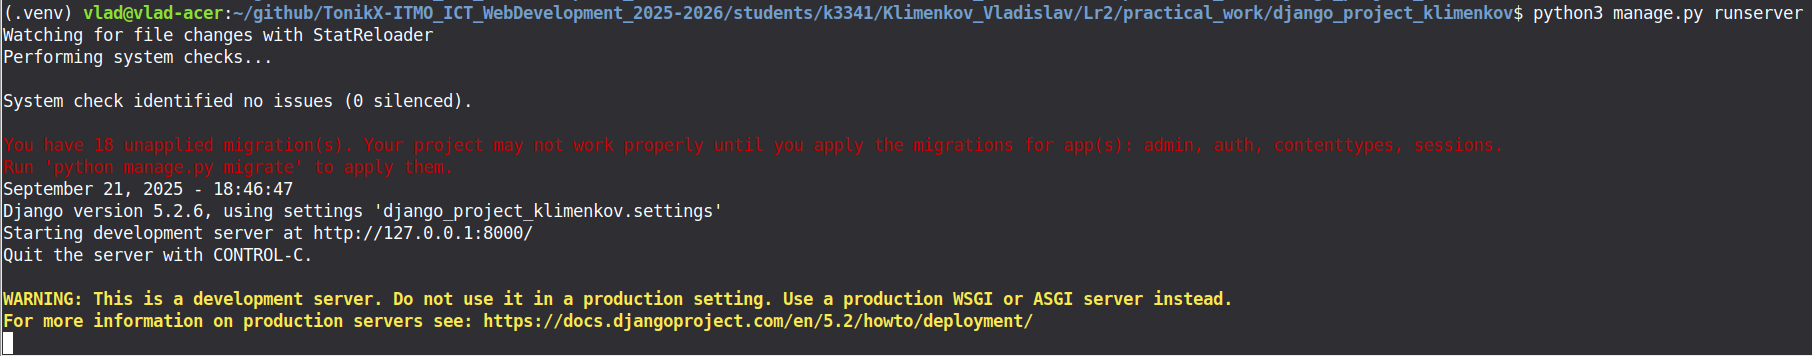 (.venv) vlad@vlad-acer:~/github/TonikX-ITMO_ICT_WebDevelopment_2025-2026/students/k3341/Klimenkov_Vladislav/Lr2/practical_work/django_project_klimenkov$ python3 manage.py runserver
Watching for file changes with StatReloader
Performing system checks...
System check identified no issues (0 silenced).
You have 18 unapplied migration(s). Your project may not work properly until you apply the migrations for app(s): admin, auth, contenttypes, sessions.
Run 'python manage.py migrate' to apply them.
September 21, 2025 - 18:46:47
Django version 5.2.6, using settings 'django_project_klimenkov.settings'
Starting development server at http://127.0.0.1:8000/
Quit the server with CONTROL-C.
WARNING: This is a development server. Do not use it in a production setting. Use a production WSGI or ASGI server instead.
For more information on production servers see: https://docs.djangoproject.com/en/5.2/howto/deployment/